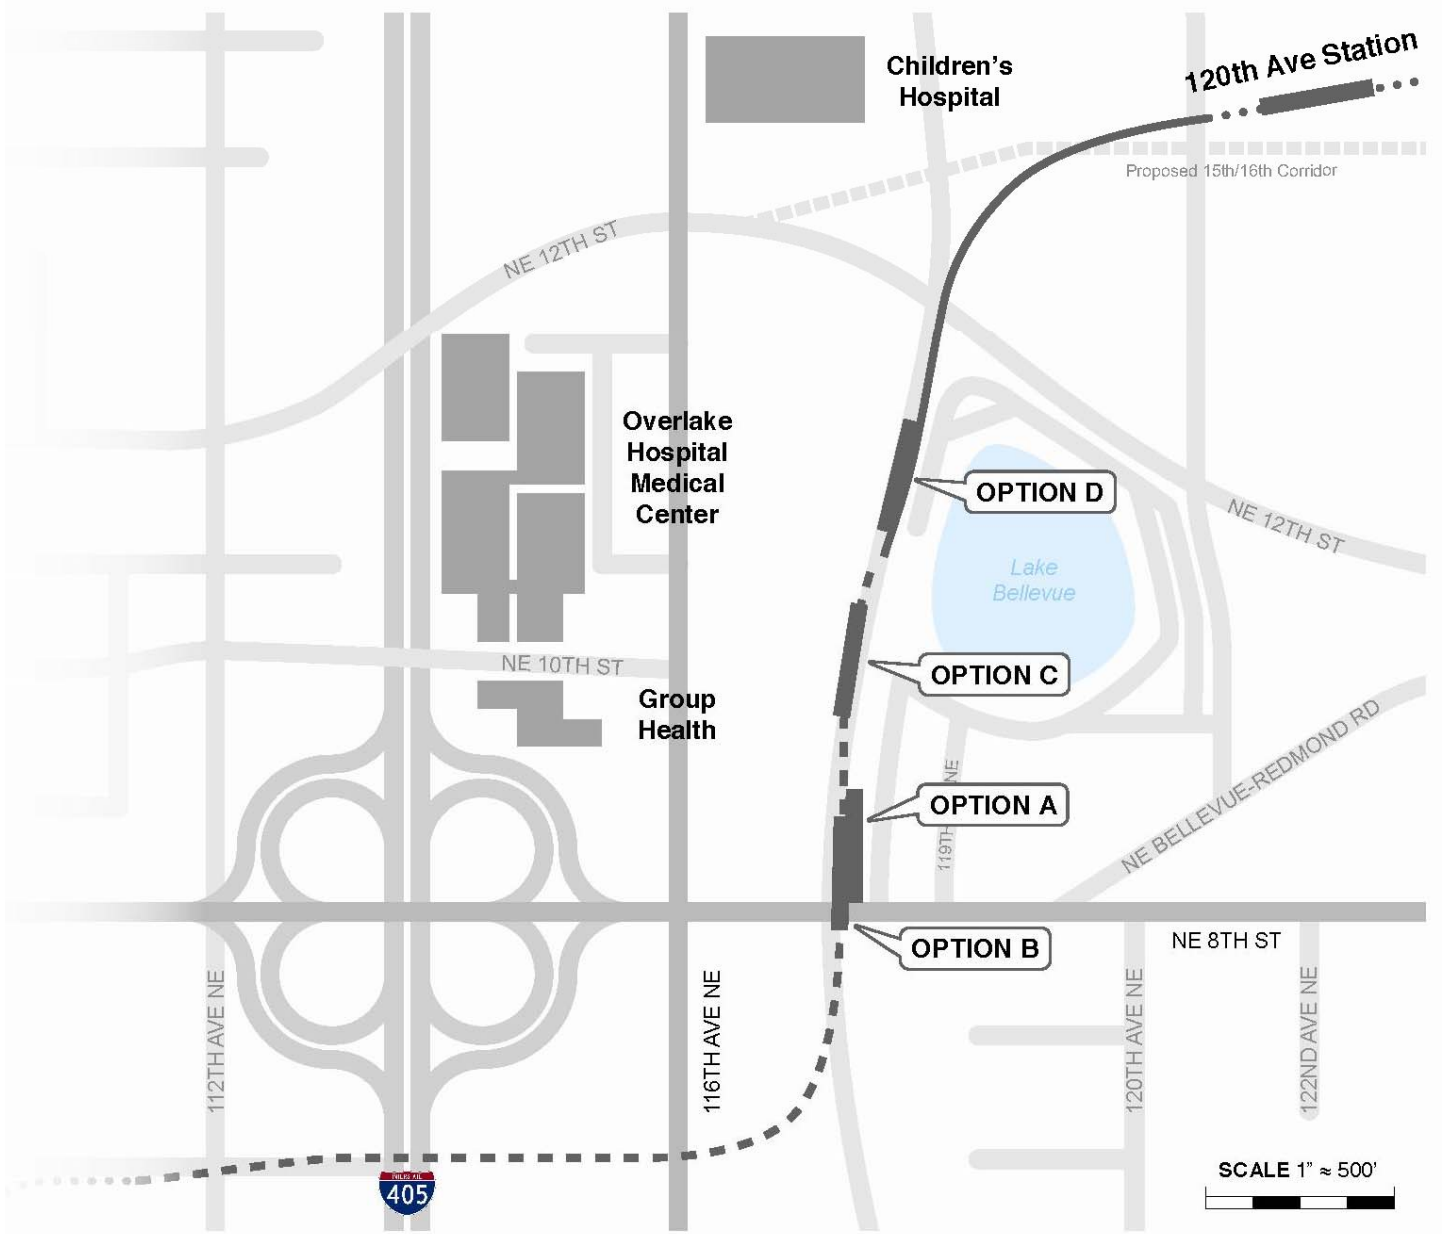 Children's
Hospital
120th Ave Station
Proposed 15th/16th Corridor
NE 12TH ST
Overlake
Hospital
Medical
Center
OPTION D
NE 12TH ST
Lake
Bellevue
NE 10TH ST
OPTION C
Group
Health
NE BELLEVUE-REDMOND RD
119TH NE
OPTION A
NE 8TH ST
OPTION B
112TH AVE NE
116TH AVE NE
120TH AVE NE
122ND AVE NE
405
SCALE 1" ≈ 500'